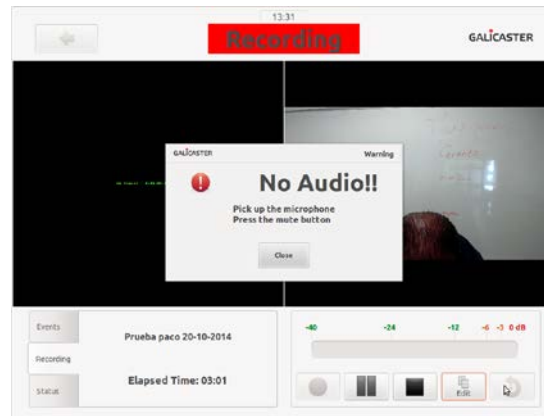 13:31
Recording
GALICASTER
GALICASTER
Warning
No Audio!!
Pick up the microphone
Press the mute button
Close
Events
Recording
Status
Prueba paco 20-10-2014
Elapsed Time: 03:01
-40 -24 -12 -6 -3 0 dB
Edit